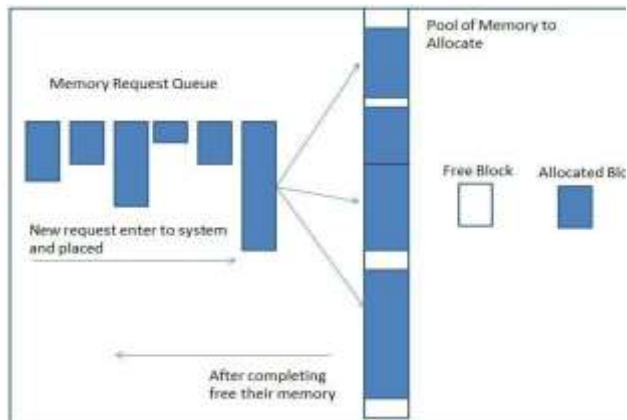 Pool of Memory to
Allocate
Memory Request Queue
Free Block
Allocated Blo
New request enter to system
and placed
After completing
free their memory